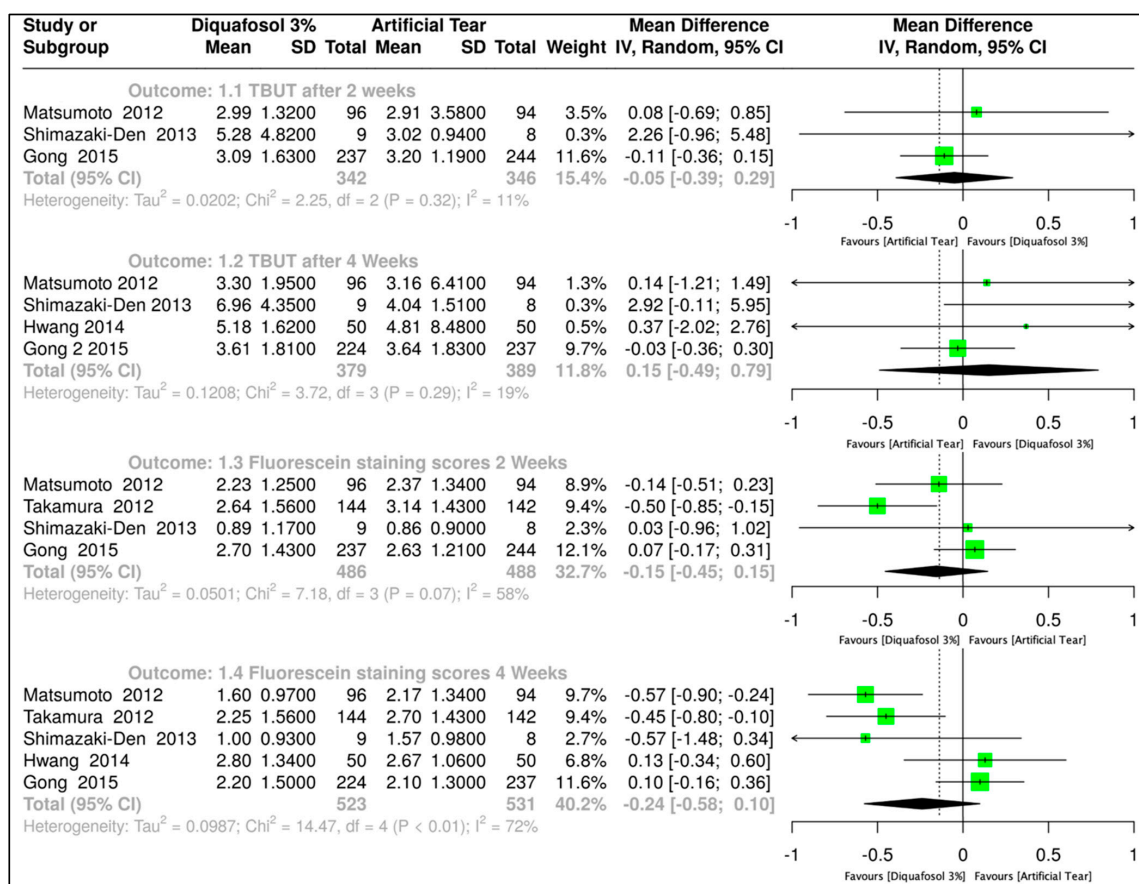 Study or Diquafosol 3% Artificial Tear Mean Difference Mean Difference
Subgroup Mean SD Total Mean SD Total Weight IV, Random, 95% CI IV, Random, 95% CI
Outcome: 1.1 TBUT after 2 weeks
Matsumoto 2012 2.99 1.3200 96 2.91 3.5800 94 3.5% 0.08 [-0.69; 0.85]
Shimazaki-Den 2013 5.28 4.8200 9 3.02 0.9400 8 0.3% 2.26 [-0.96; 5.48]
Gong 2015 3.09 1.6300 237 3.20 1.1900 244 11.6% -0.11 [-0.36; 0.15]
Total (95% CI) 342 346 15.4% -0.05 [-0.39; 0.29]
Heterogeneity: Tau² = 0.0202; Chi² = 2.25, df = 2 (P = 0.32); I² = 11%
-1 -0.5 0 0.5 1
Favours [Artificial Tear] Favours [Diquafosol 3%]
Outcome: 1.2 TBUT after 4 Weeks
Matsumoto 2012 3.30 1.9500 96 3.16 6.4100 94 1.3% 0.14 [-1.21; 1.49]
Shimazaki-Den 2013 6.96 4.3500 9 4.04 1.5100 8 0.3% 2.92 [-0.11; 5.95]
Hwang 2014 5.18 1.6200 50 4.81 8.4800 50 0.5% 0.37 [-2.02; 2.76]
Gong 2 2015 3.61 1.8100 224 3.64 1.8300 237 9.7% -0.03 [-0.36; 0.30]
Total (95% CI) 379 389 11.8% 0.15 [-0.49; 0.79]
Heterogeneity: Tau² = 0.1208; Chi² = 3.72, df = 3 (P = 0.29); I² = 19%
-1 -0.5 0 0.5 1
Favours [Artificial Tear] Favours [Diquafosol 3%]
Outcome: 1.3 Fluorescein staining scores 2 Weeks
Matsumoto 2012 2.23 1.2500 96 2.37 1.3400 94 8.9% -0.14 [-0.51; 0.23]
Takamura 2012 2.64 1.5600 144 3.14 1.4300 142 9.4% -0.50 [-0.85; -0.15]
Shimazaki-Den 2013 0.89 1.1700 9 0.86 0.9000 8 2.3% 0.03 [-0.96; 1.02]
Gong 2015 2.70 1.4300 237 2.63 1.2100 244 12.1% 0.07 [-0.17; 0.31]
Total (95% CI) 486 488 32.7% -0.15 [-0.45; 0.15]
Heterogeneity: Tau² = 0.0501; Chi² = 7.18, df = 3 (P = 0.07); I² = 58%
-1 -0.5 0 0.5 1
Favours [Diquafosol 3%] Favours [Artificial Tear]
Outcome: 1.4 Fluorescein staining scores 4 Weeks
Matsumoto 2012 1.60 0.9700 96 2.17 1.3400 94 9.7% -0.57 [-0.90; -0.24]
Takamura 2012 2.25 1.5600 144 2.70 1.4300 142 9.4% -0.45 [-0.80; -0.10]
Shimazaki-Den 2013 1.00 0.9300 9 1.57 0.9800 8 2.7% -0.57 [-1.48; 0.34]
Hwang 2014 2.80 1.3400 50 2.67 1.0600 50 6.8% 0.13 [-0.34; 0.60]
Gong 2015 2.20 1.5000 224 2.10 1.3000 237 11.6% 0.10 [-0.16; 0.36]
Total (95% CI) 523 531 40.2% -0.24 [-0.58; 0.10]
Heterogeneity: Tau² = 0.0987; Chi² = 14.47, df = 4 (P < 0.01); I² = 72%
-1 -0.5 0 0.5 1
Favours [Diquafosol 3%] Favours [Artificial Tear]